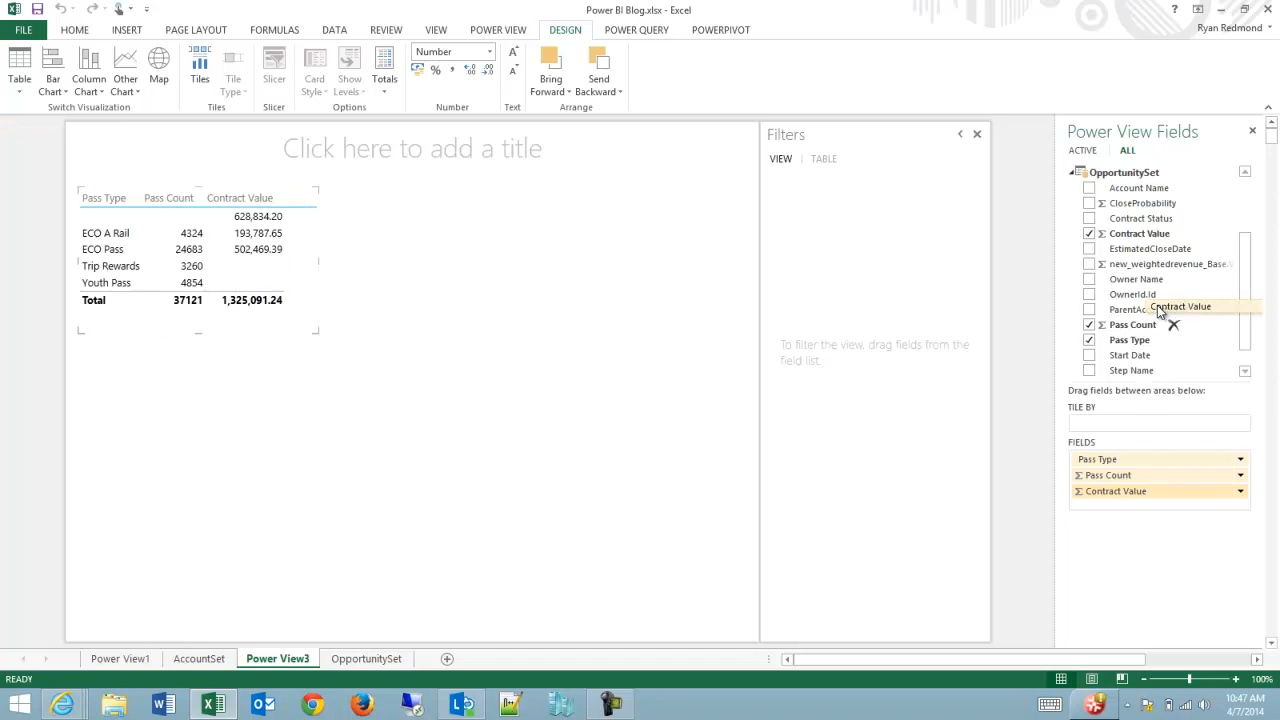 Power BI Blog.xlsx - Excel
FILE HOME INSERT PAGE LAYOUT FORMULAS DATA REVIEW VIEW POWER VIEW DESIGN POWER QUERY POWERPIVOT
Ryan Redmond
Table
Bar Chart
Column Chart
Other Chart
Map
Tiles
Tile Type
Slicer
Card Style
Show Levels
Totals
Number
Bring Forward
Send Backward
Switch Visualization Tiles Slicer Options Number Text Arrange
Click here to add a title
Pass Type Pass Count Contract Value
628,834.20
ECO A Rail 4324 193,787.65
ECO Pass 24683 502,469.39
Trip Rewards 3260
Youth Pass 4854
Total 37121 1,325,091.24
Filters
VIEW TABLE
To filter the view, drag fields from the
field list.
Power View Fields
ACTIVE ALL
OpportunitySet
Account Name
Σ CloseProbability
Contract Status
Contract Value
EstimatedCloseDate
Σ new_weightedrevenue_Base.
Owner Name
OwnerId.Id
Contract Value
ParentAc
Σ Pass Count
Pass Type
Start Date
Step Name
Drag fields between areas below:
TILE BY
FIELDS
Pass Type
Σ Pass Count
Σ Contract Value
Power View1 AccountSet Power View3 OpportunitySet
READY 100%
10:47 AM
4/7/2014